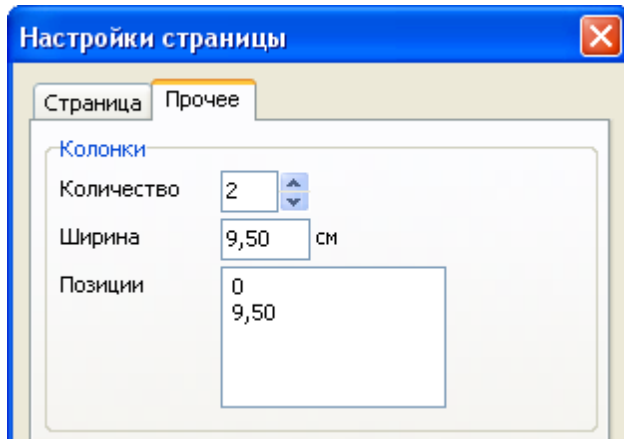 Настройки страницы
Страница Прочее
Колонки
Количество 2
Ширина 9,50 см
Позиции 0
9,50